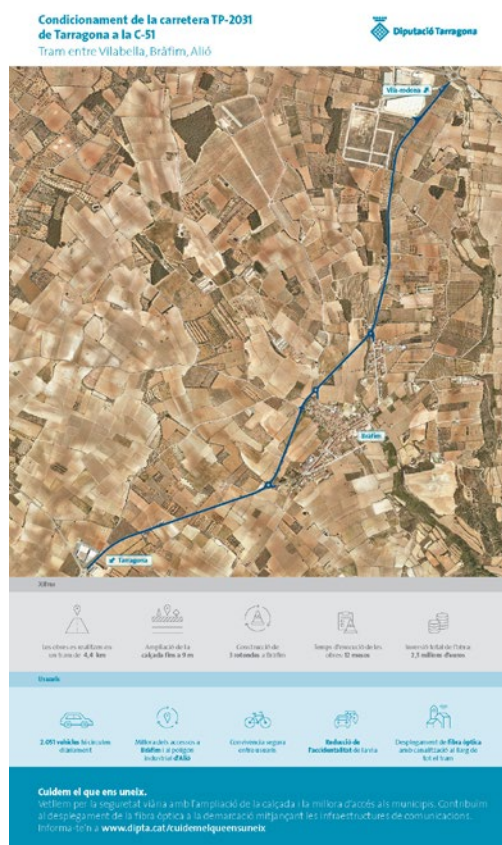 Condicionament de la carretera TP-2031
de Tarragona a la C-51
Tram entre Vilabella, Bràfim, Alió
Diputació Tarragona
Vila-rodona
Bràfim
Tarragona
Xifres
Les obres es realitzen en
un tram de 4,4 km
Ampliació de la
calçada fins a 9 m
Construcció de
3 rotondes a Bràfim
Temps d'execució de les
obres: 12 mesos
Inversió total de l'obra:
milions d'euros
Usuaris
2.051 vehicles hi circulen
diàriament
Millora dels accessos a
Bràfim i al polígon
industrial d'Alió
Convivència segura
entre usuaris
Reducció de
l'accidentalitat de la via
Desplegament de fibra òptica
amb canalització al llarg de
tot el tram
Cuidem el que ens uneix.
Vetllem per la seguretat viària amb l'ampliació de la calçada i la millora d'accés als municipis. Contribuïm
al desplegament de la fibra òptica a la demarcació mitjançant les infraestructures de comunicacions.
Informa-te'n a www.dipta.cat/cuidemelqueensuneix